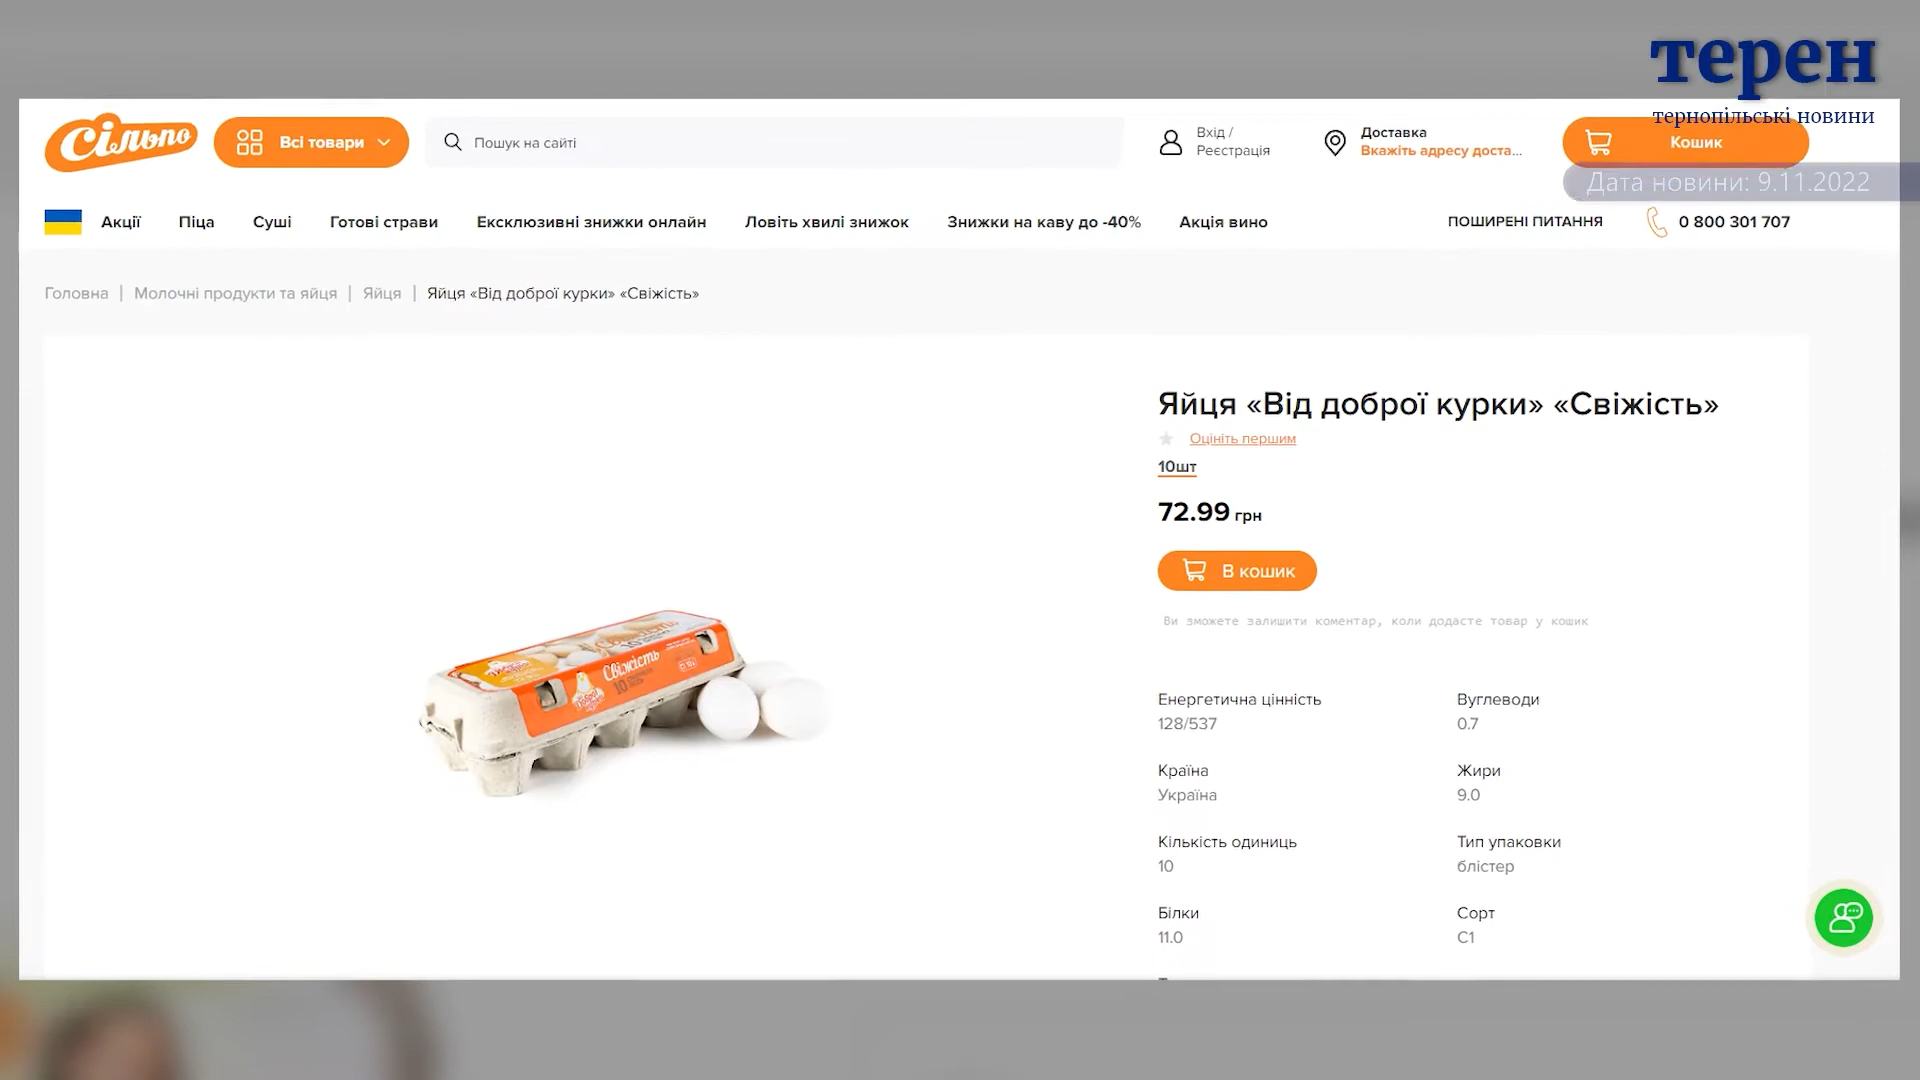 терен
тернопільські новини
Дата новини: 9.11.2022
Сільпо
Всі товари
Пошук на сайті
Вхід /
Реєстрація
Доставка
Вкажіть адресу доста...
Кошик
Акції
Піца
Суші
Готові страви
Ексклюзивні знижки онлайн
Ловіть хвилі знижок
Знижки на каву до -40%
Акція вино
ПОШИРЕНІ ПИТАННЯ
0 800 301 707
Головна | Молочні продукти та яйця | Яйця | Яйця «Від доброї курки» «Свіжість»
Яйця «Від доброї курки» «Свіжість»
Оцініть першим
10шт
72.99 грн
В кошик
Ви зможете залишити коментар, коли додасте товар у кошик
Свіжість
10
Енергетична цінність
128/537
Вуглеводи
0.7
Країна
Україна
Жири
9.0
Кількість одиниць
10
Тип упаковки
блістер
Білки
11.0
Сорт
С1